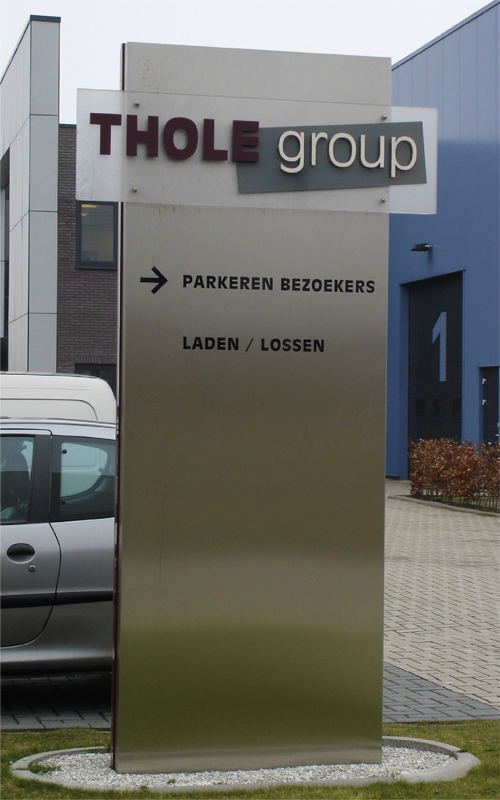 THOLE group
→ PARKEREN BEZOEKERS
LADEN / LOSSEN
1